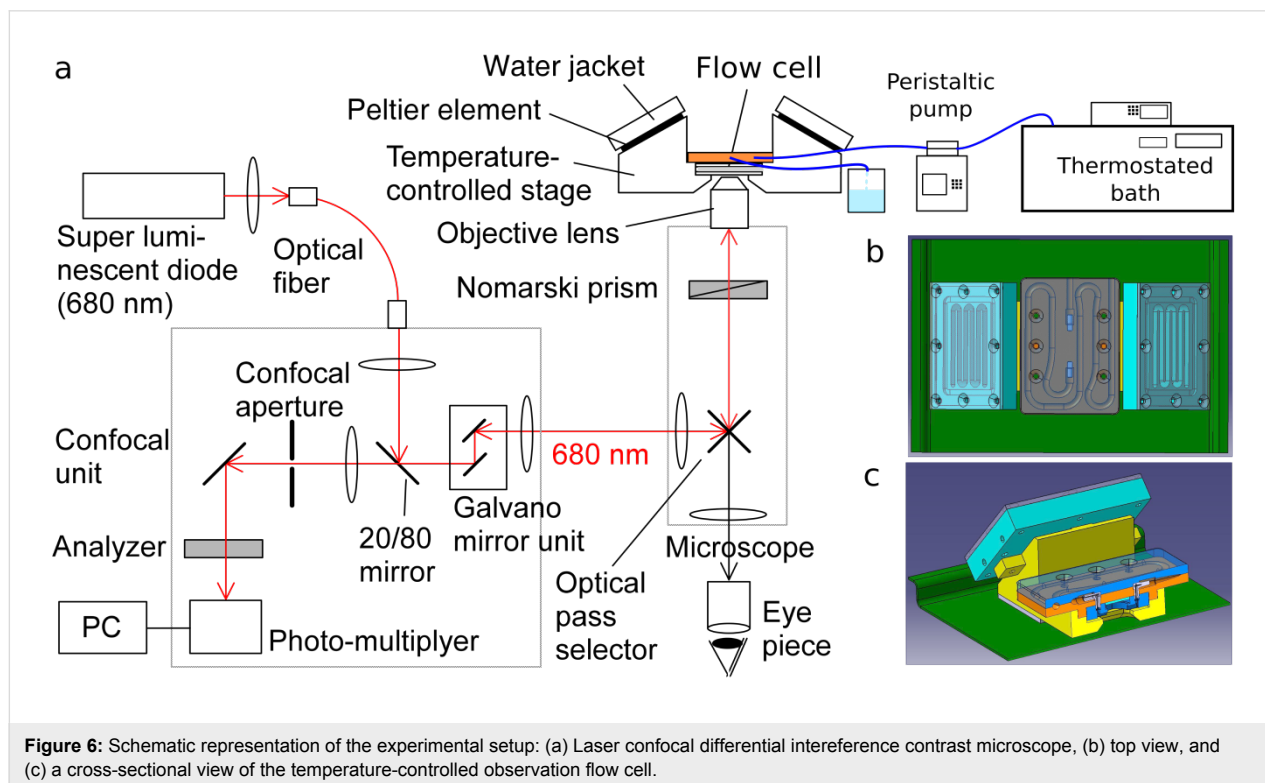 a
Water jacket
Flow cell
Peltier element
Peristaltic
pump
Temperature-
controlled stage
Thermostated
bath
Objective lens
Super lumi-
nescent diode
(680 nm)
Optical
fiber
Nomarski prism
b
Confocal
aperture
Confocal
unit
680 nm
c
Analyzer
20/80
mirror
Galvano
mirror unit
Microscope
Optical
pass
selector
Eye
piece
PC
Photo-multiplyer
Figure 6: Schematic representation of the experimental setup: (a) Laser confocal differential intereference contrast microscope, (b) top view, and
(c) a cross-sectional view of the temperature-controlled observation flow cell.